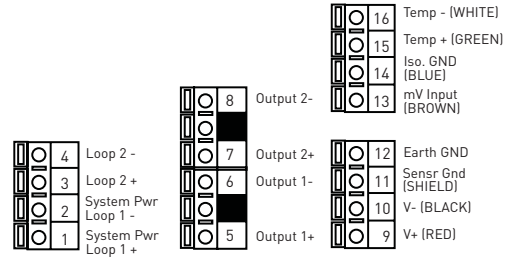 16 Temp - (WHITE)
15 Temp + (GREEN)
14 Iso. GND
(BLUE)
13 mV Input
(BROWN)
8 Output 2-
7 Output 2+
6 Output 1-
5 Output 1+
12 Earth GND
11 Sensr Gnd
(SHIELD)
10 V- (BLACK)
9 V+ (RED)
4 Loop 2 -
3 Loop 2 +
2 System Pwr
Loop 1 -
1 System Pwr
Loop 1 +